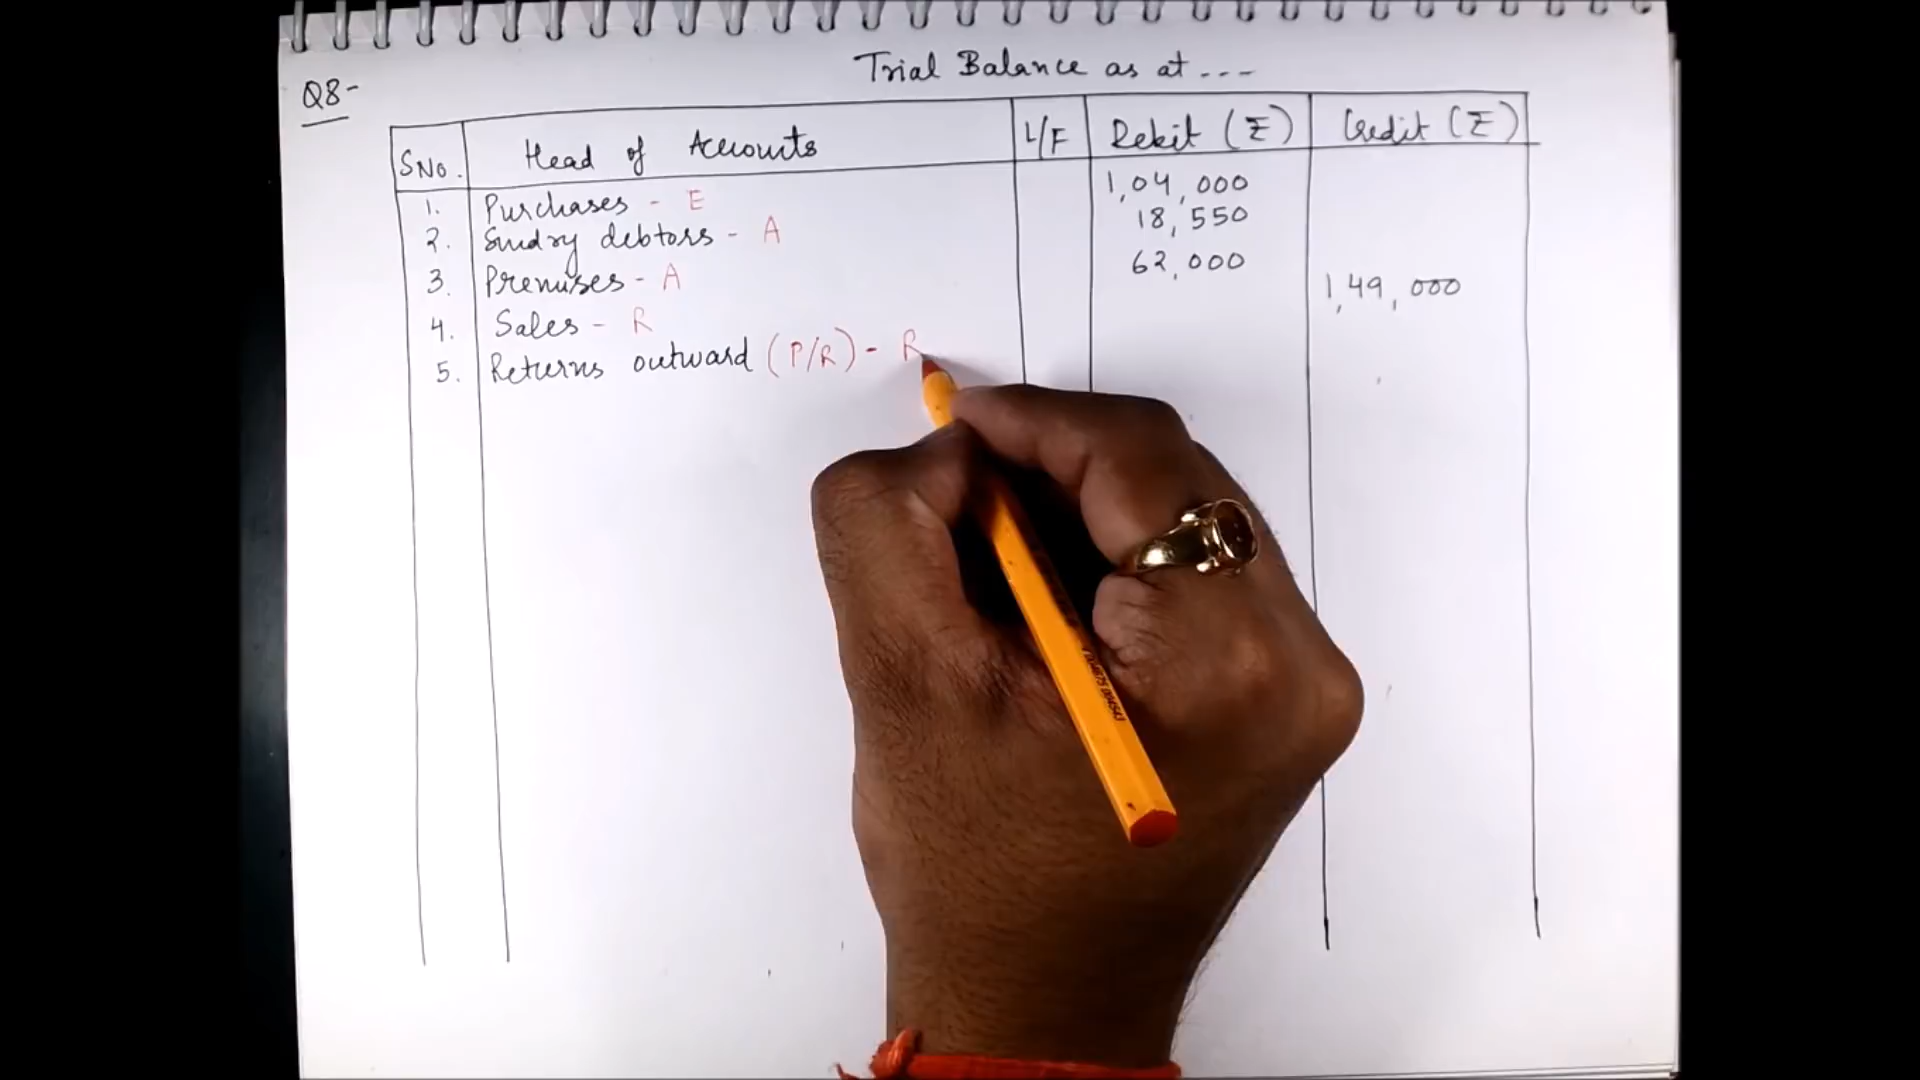 Trial Balance as at ---
Q8-
SNo. Head of Accounts L/F Debit (₹) Credit (₹)
1. Purchases - E 1,04,000
2. Sundry debtors - A 18,550
3. Premises - A 62,000
4. Sales - R 1,49,000
5. Returns outward (P/R) - R